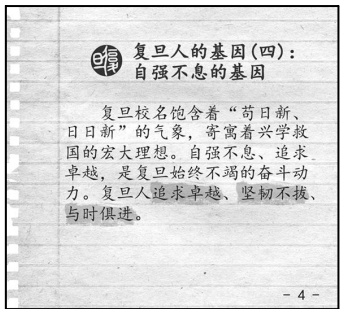 复旦
复旦人的基因(四):
自强不息的基因
复旦校名饱含着“苟日新、
日日新”的气象，寄寓着兴学救
国的宏大理想。自强不息、追求
卓越，是复旦始终不竭的奋斗动
力。复旦人追求卓越、坚韧不拔、
与时俱进。
- 4 -